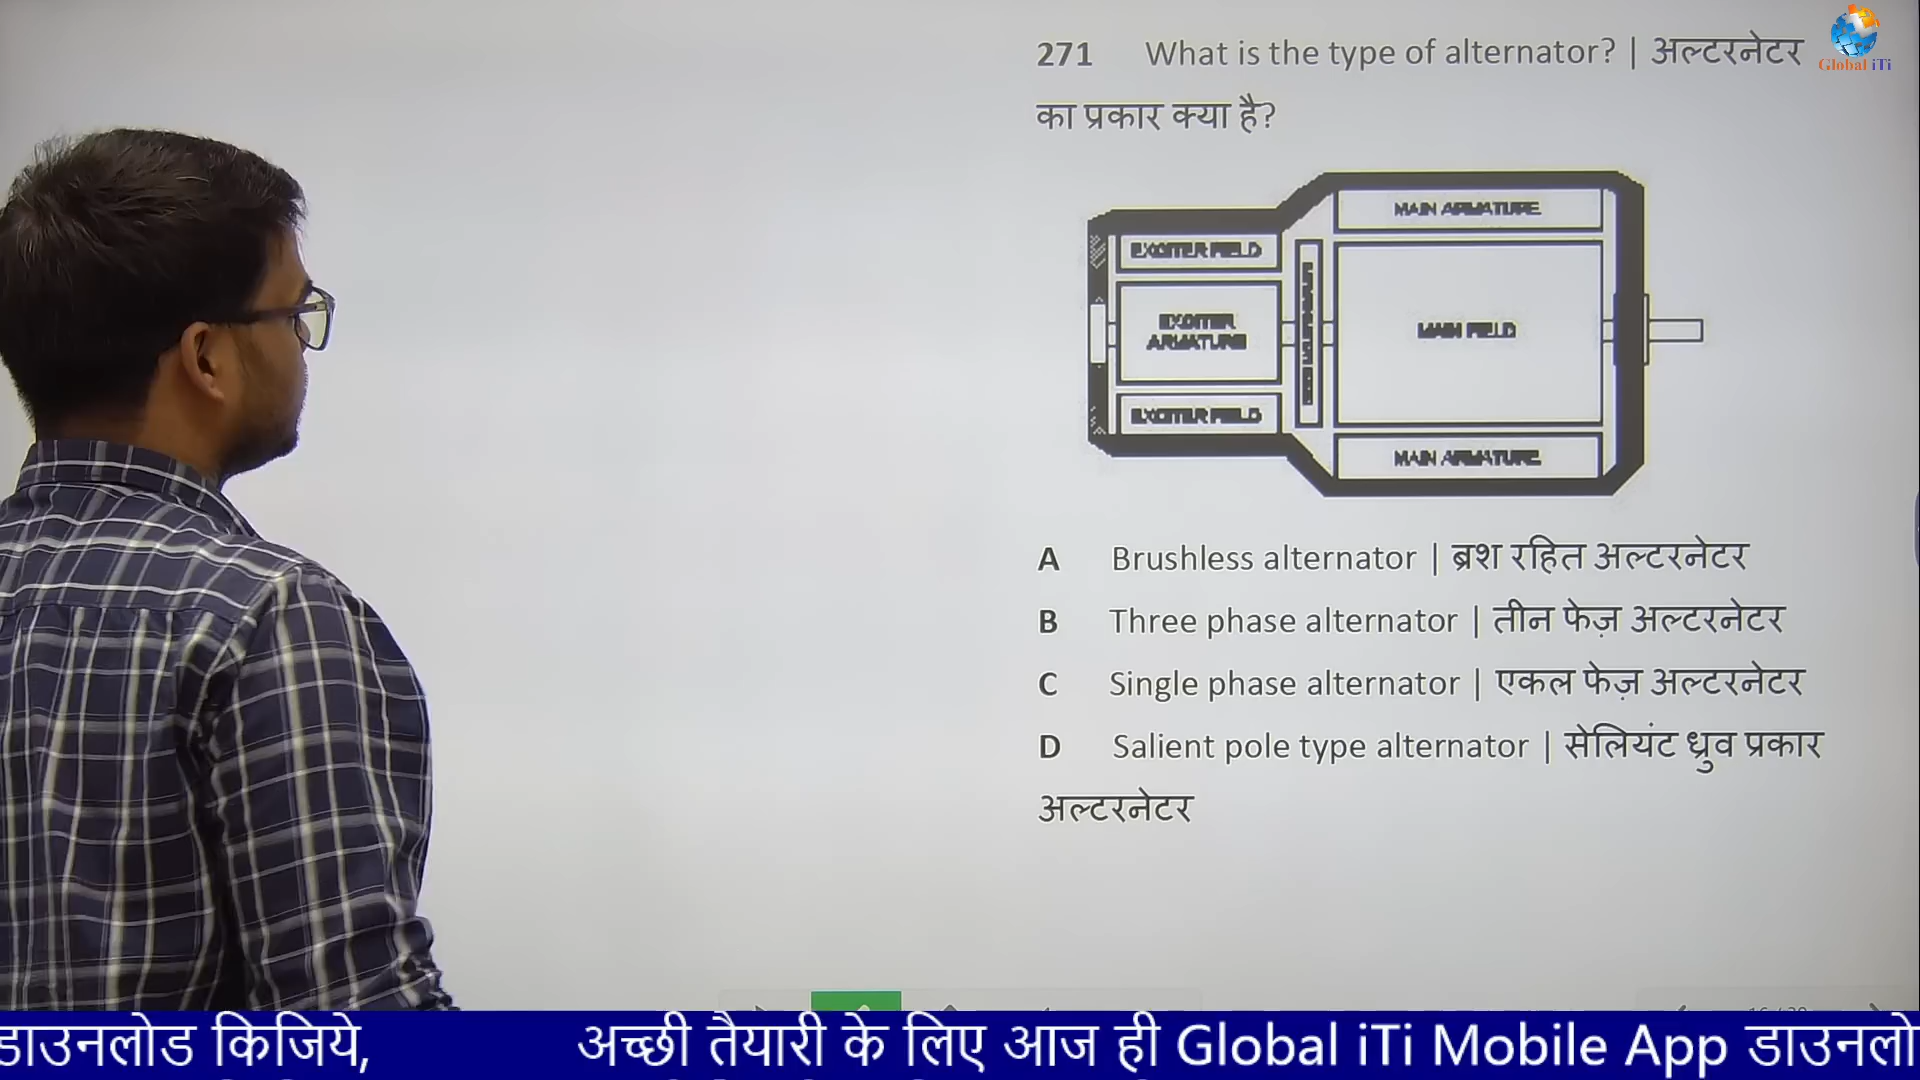 271 What is the type of alternator? | अल्टरनेटर
का प्रकार क्या है?
Global iTi
MAIN ARMATURE
EXCITER FIELD
EXCITER
ARMATURE
MAIN FIELD
EXCITER FIELD
MAIN ARMATURE
A Brushless alternator | ब्रश रहित अल्टरनेटर
B Three phase alternator | तीन फेज़ अल्टरनेटर
C Single phase alternator | एकल फेज़ अल्टरनेटर
D Salient pole type alternator | सेलियंट ध्रुव प्रकार
अल्टरनेटर
डाउनलोड किजिये, अच्छी तैयारी के लिए आज ही Global iTi Mobile App डाउनलो